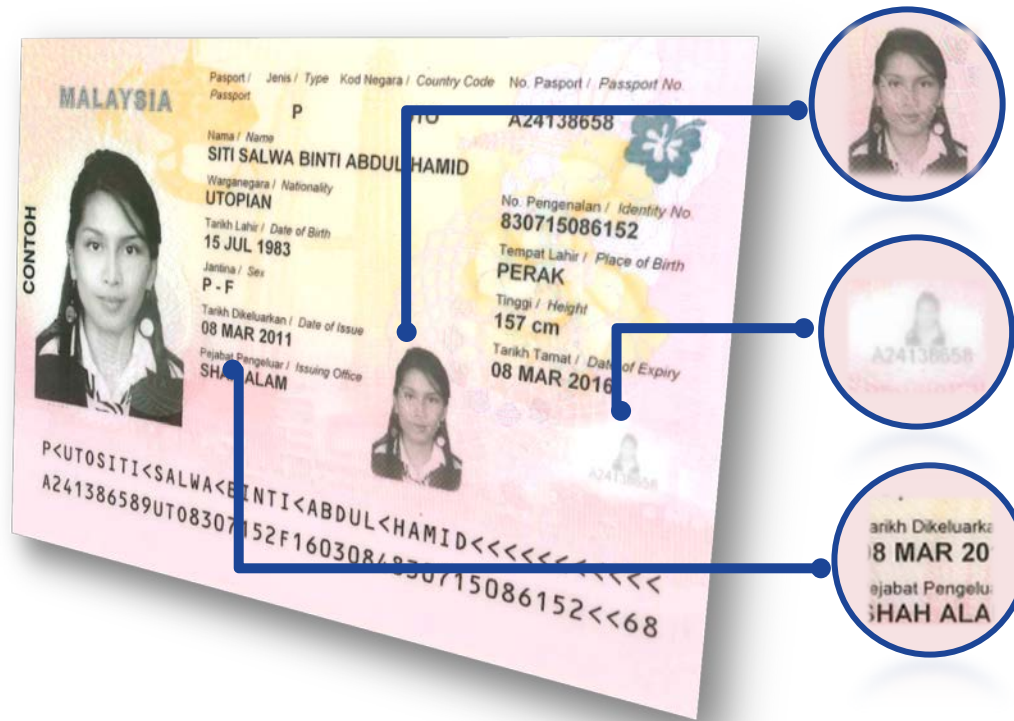 MALAYSIA
CONTOH
Pasport / Passport
Jenis / Type
P
Kod Negara / Country Code
No. Pasport / Passport No.
A24138658
Nama / Name
SITI SALWA BINTI ABDUL HAMID
Warganegara / Nationality
UTOPIAN
Tarikh Lahir / Date of Birth
15 JUL 1983
Jantina / Sex
P - F
Tarikh Dikeluarkan / Date of Issue
08 MAR 2011
Pejabat Pengeluar / Issuing Office
SHAH ALAM
No. Pengenalan / Identity No.
830715086152
Tempat Lahir / Place of Birth
PERAK
Tinggi / Height
157 cm
Tarikh Tamat / Date of Expiry
08 MAR 2016
A24138658
P<UTOSITI<SALWA<BINTI<ABDUL<HAMID<<<<<<<<<<<
A241386589UTO8307152F1603084830715086152<<68
A24138658
arikh Dikeluarka
8 MAR 20
ejabat Pengelu
SHAH ALA